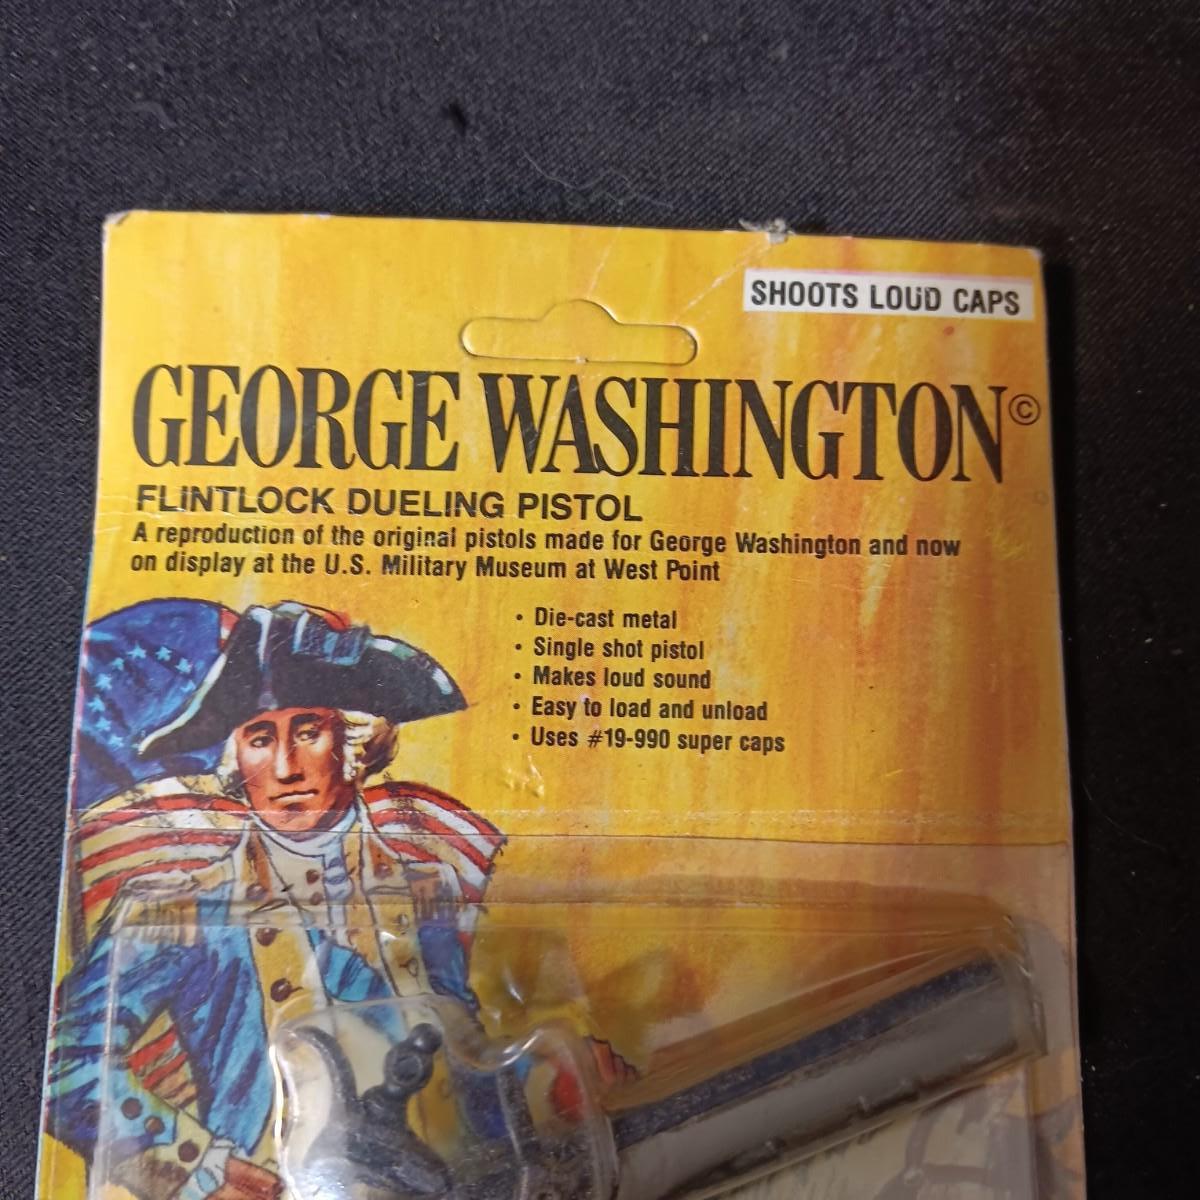 SHOOTS LOUD CAPS
GEORGE WASHINGTON©
FLINTLOCK DUELING PISTOL
A reproduction of the original pistols made for George Washington and now
on display at the U.S. Military Museum at West Point
• Die-cast metal
• Single shot pistol
• Makes loud sound
• Easy to load and unload
• Uses #19-990 super caps